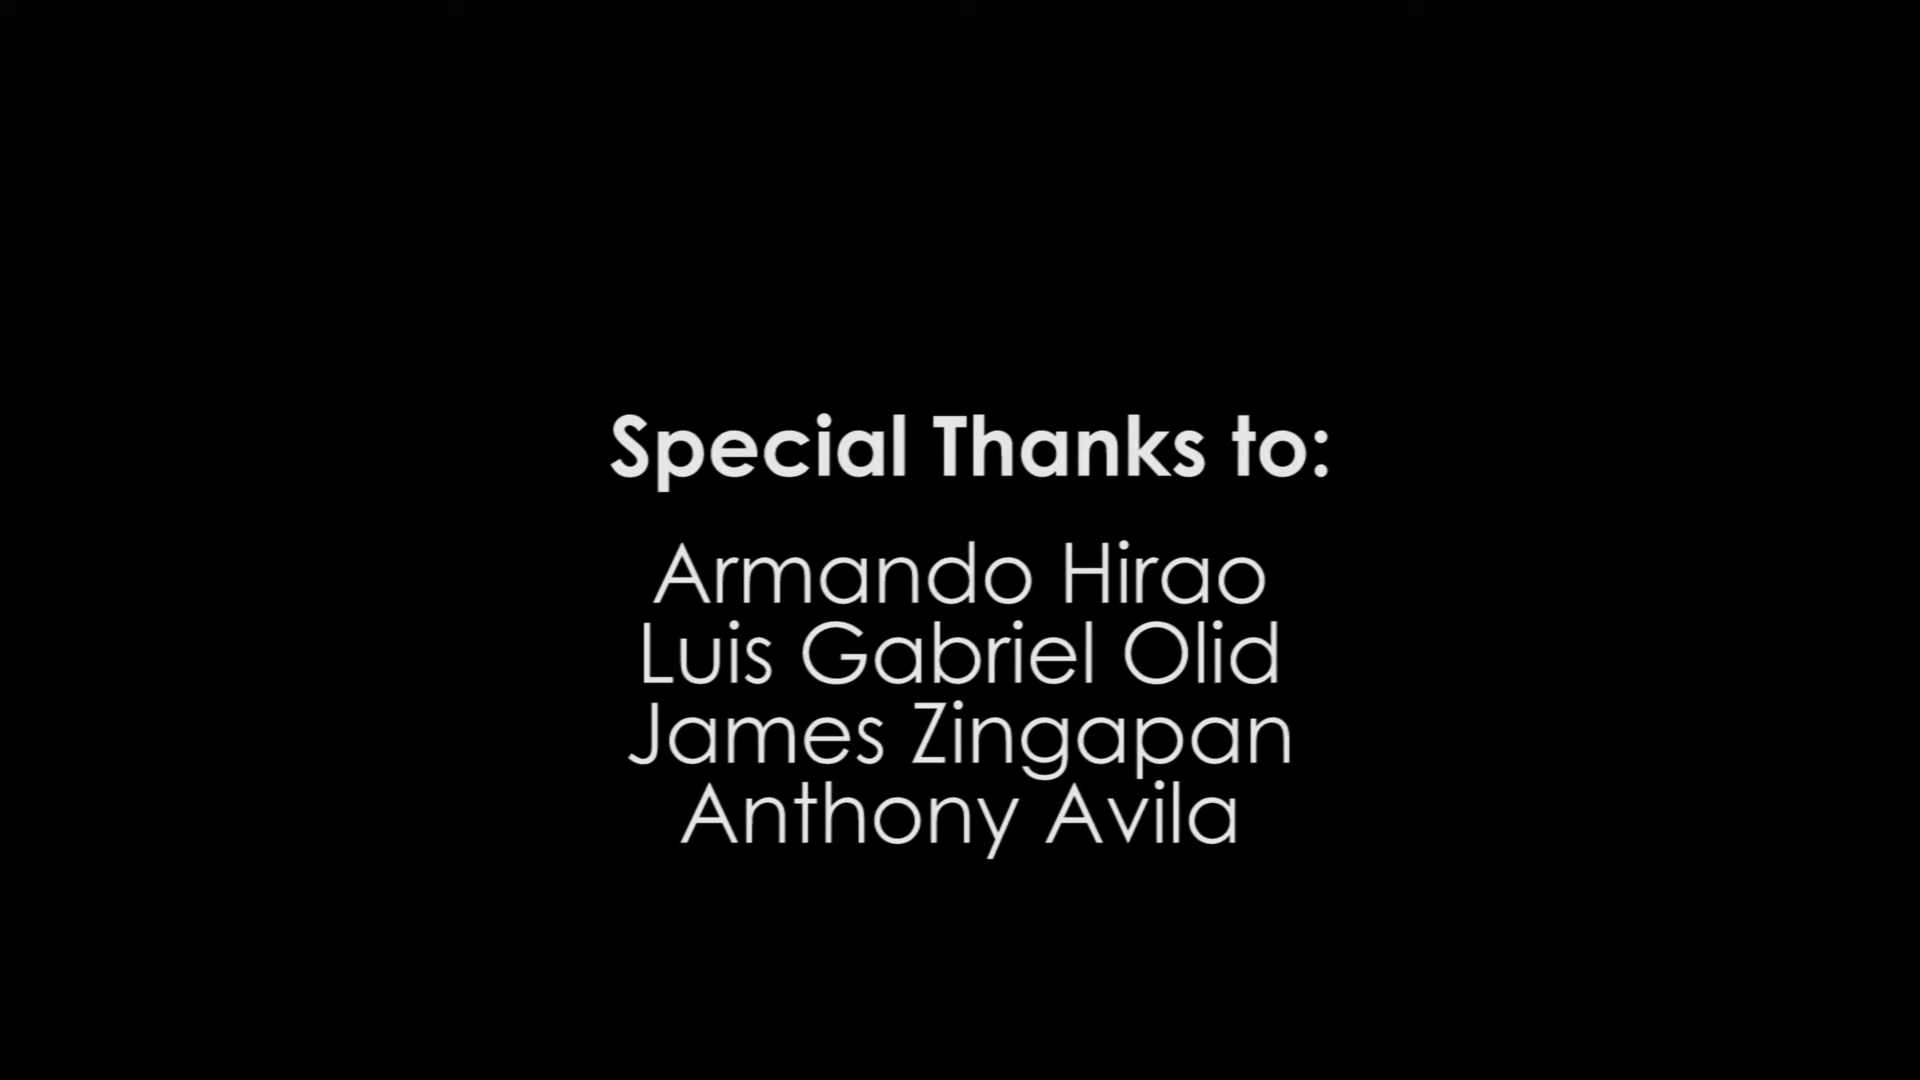 Special Thanks to:
Armando Hirao
Luis Gabriel Olid
James Zingapan
Anthony Avila